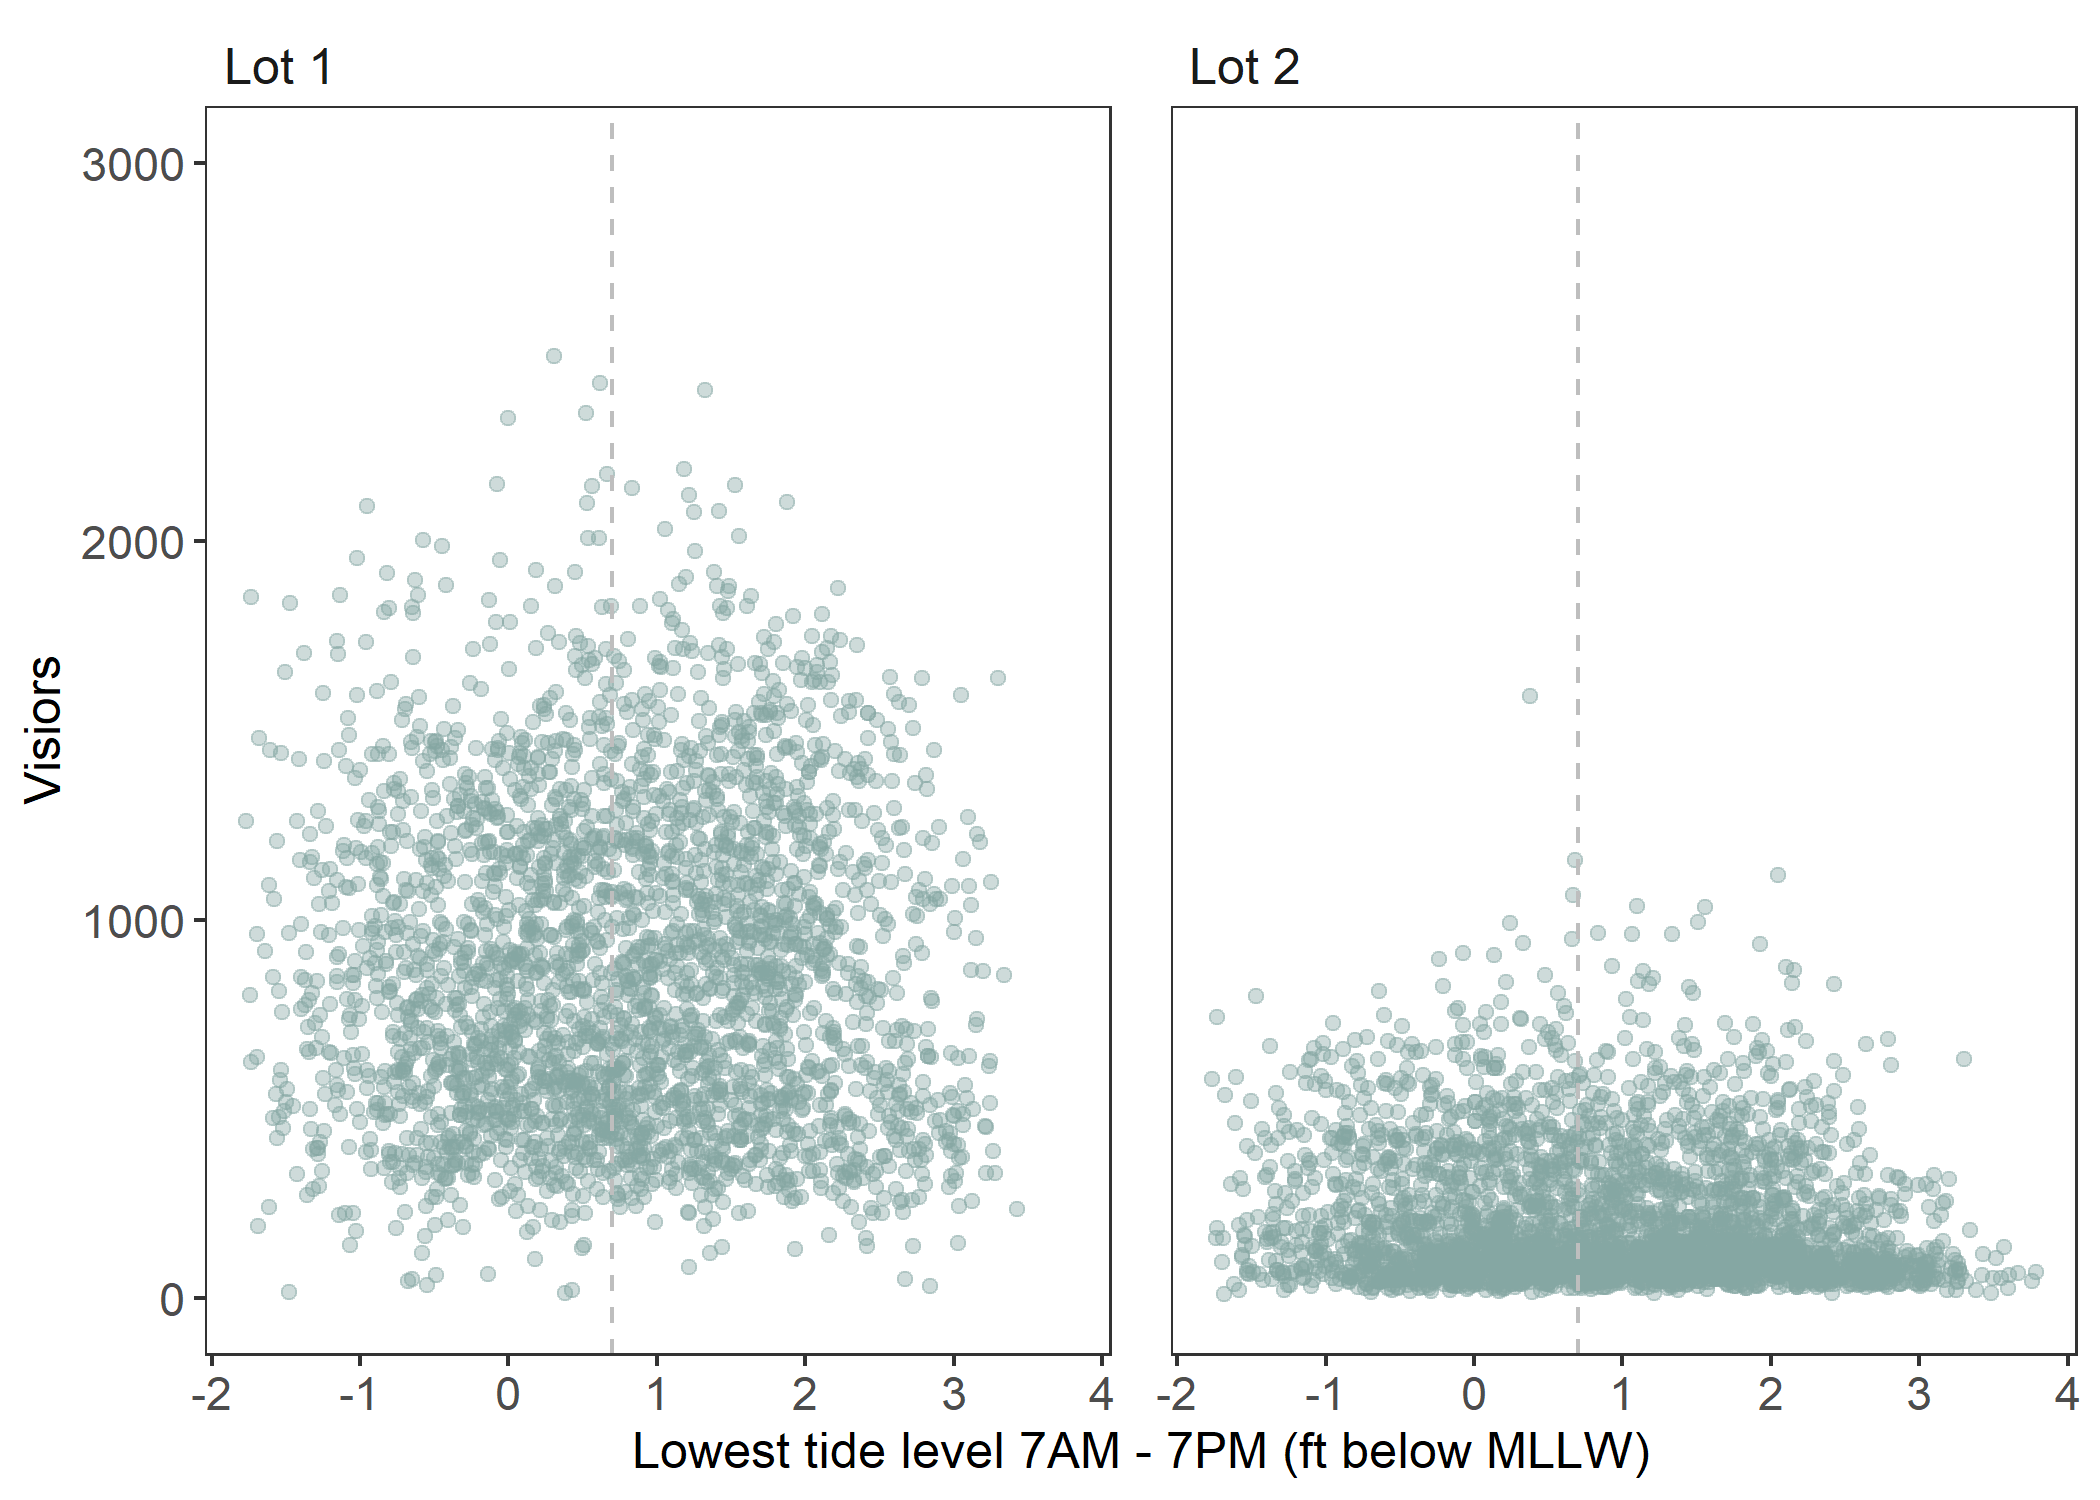 Lot 1 Lot 2
3000
2000
1000
0
Visiors
-2 -1 0 1 2 3 4 -2 -1 0 1 2 3 4
Lowest tide level 7AM - 7PM (ft below MLLW)